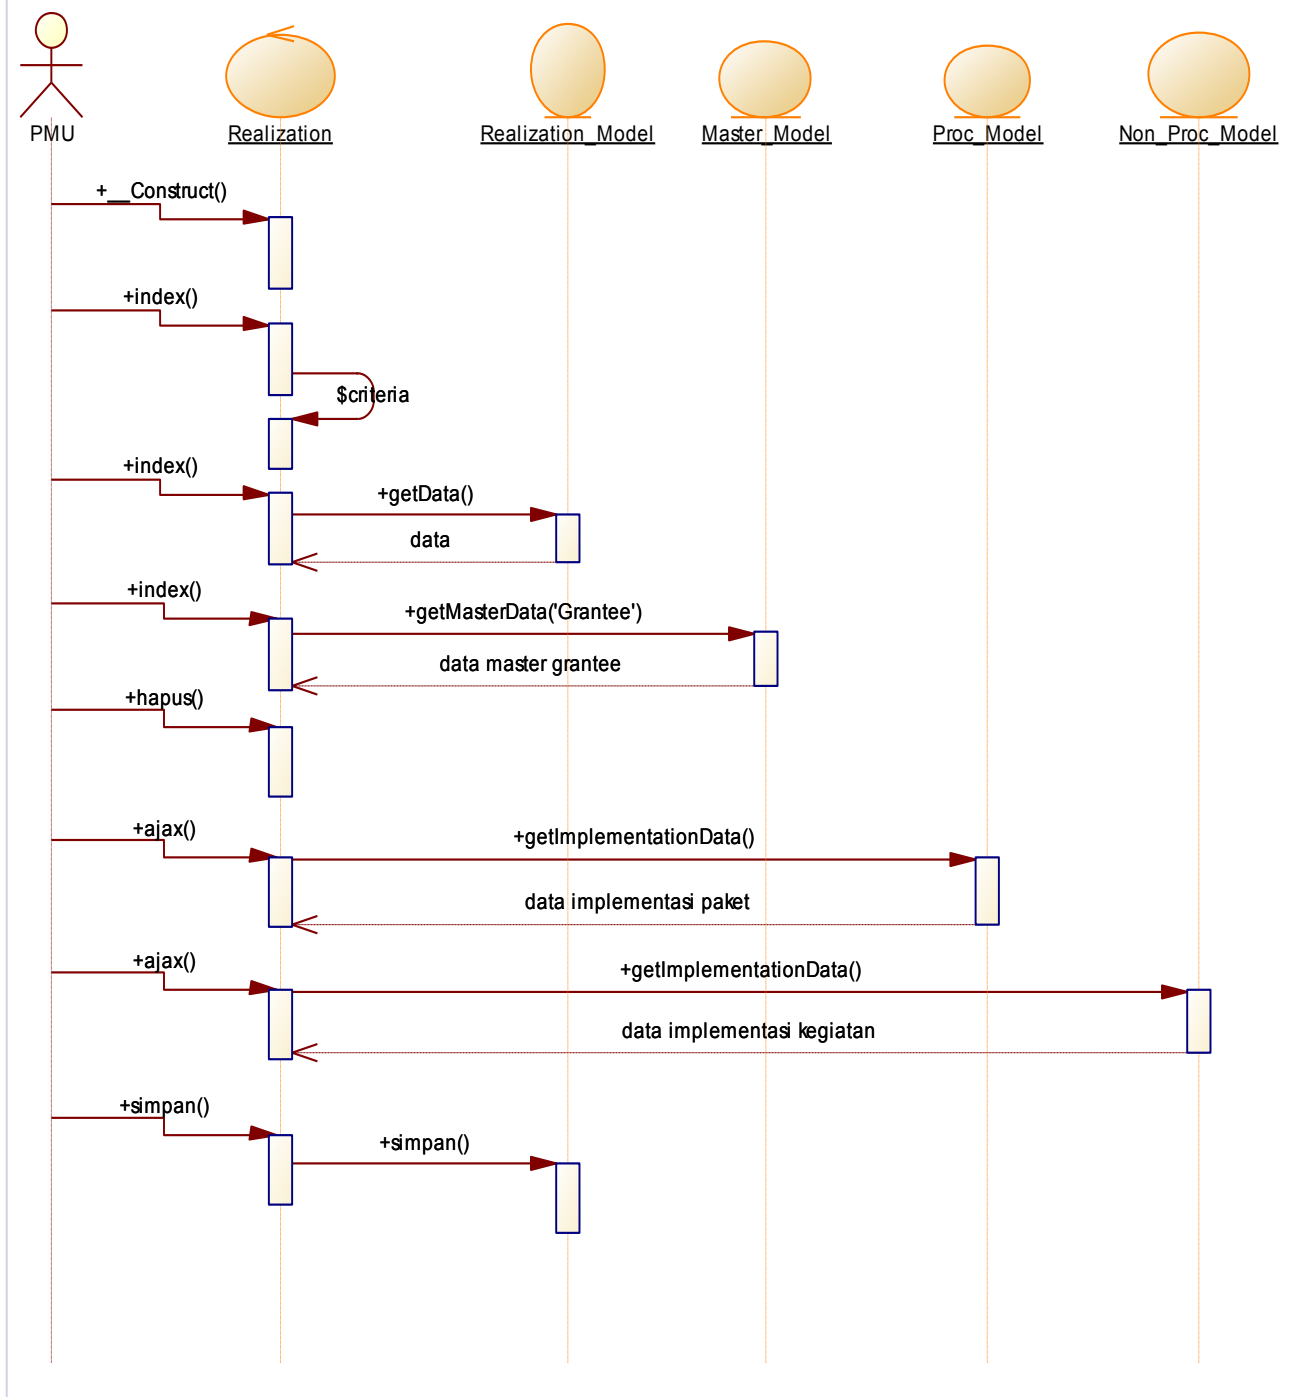 PMU
Realization
Realization_Model
Master_Model
Proc_Model
Non_Proc_Model
+__Construct()
+index()
$criteria
+index()
+getData()
data
+index()
+getMasterData('Grantee')
data master grantee
+hapus()
+ajax()
+getImplementationData()
data implementasi paket
+ajax()
+getImplementationData()
data implementasi kegiatan
+simpan()
+simpan()